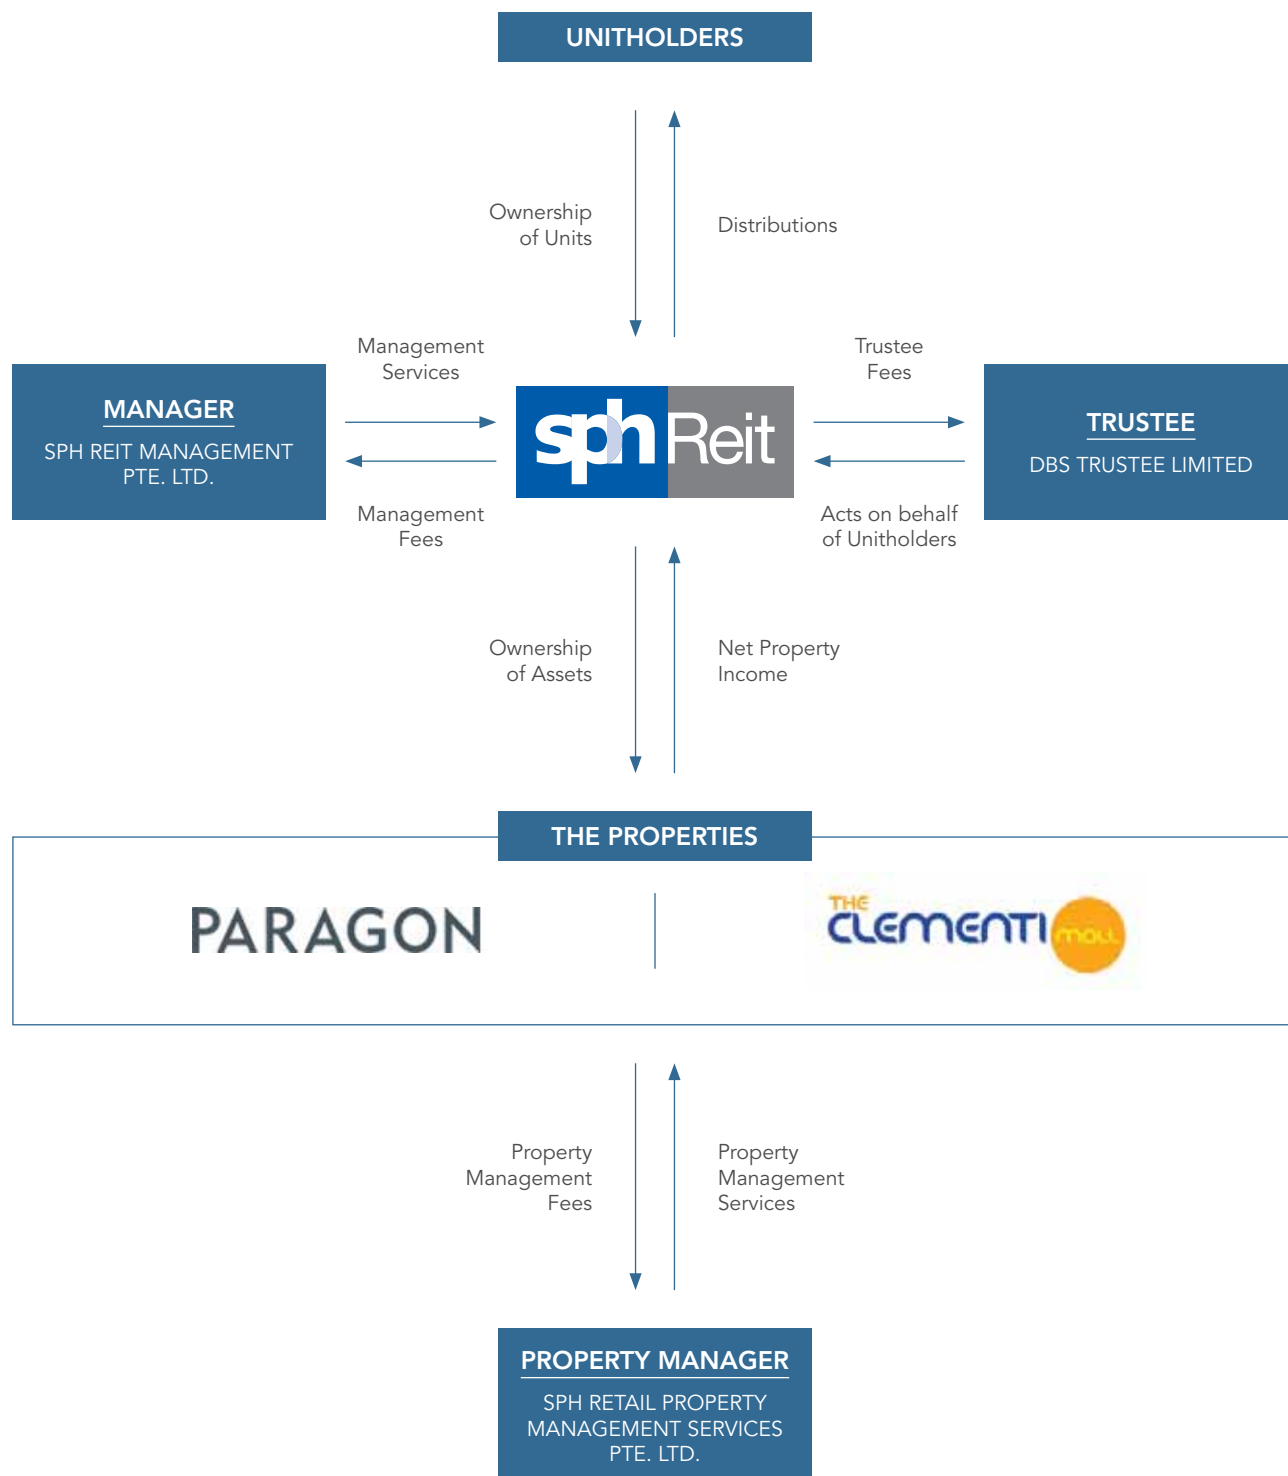 UNITHOLDERS
Ownership
of Units
Distributions
Management
Services
Trustee
Fees
MANAGER
SPH REIT MANAGEMENT
PTE. LTD.
sph Reit
TRUSTEE
DBS TRUSTEE LIMITED
Management
Fees
Acts on behalf
of Unitholders
Ownership
of Assets
Net Property
Income
THE PROPERTIES
PARAGON
THE
CLEMENTI mall
Property
Management
Fees
Property
Management
Services
PROPERTY MANAGER
SPH RETAIL PROPERTY
MANAGEMENT SERVICES
PTE. LTD.